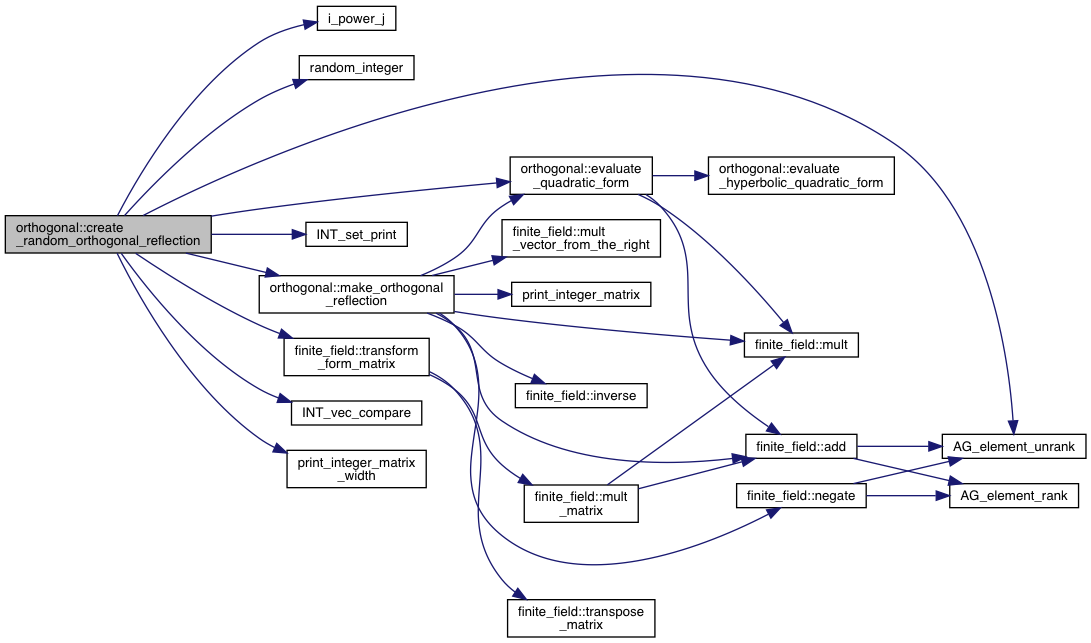 i_power_j
random_integer
orthogonal::evaluate
_quadratic_form
orthogonal::evaluate
_hyperbolic_quadratic_form
orthogonal::create
_random_orthogonal_reflection
INT_set_print
finite_field::mult
_vector_from_the_right
orthogonal::make_orthogonal
_reflection
print_integer_matrix
finite_field::transform
_form_matrix
finite_field::mult
finite_field::inverse
INT_vec_compare
finite_field::add
AG_element_unrank
print_integer_matrix
_width
finite_field::mult
_matrix
finite_field::negate
AG_element_rank
finite_field::transpose
_matrix